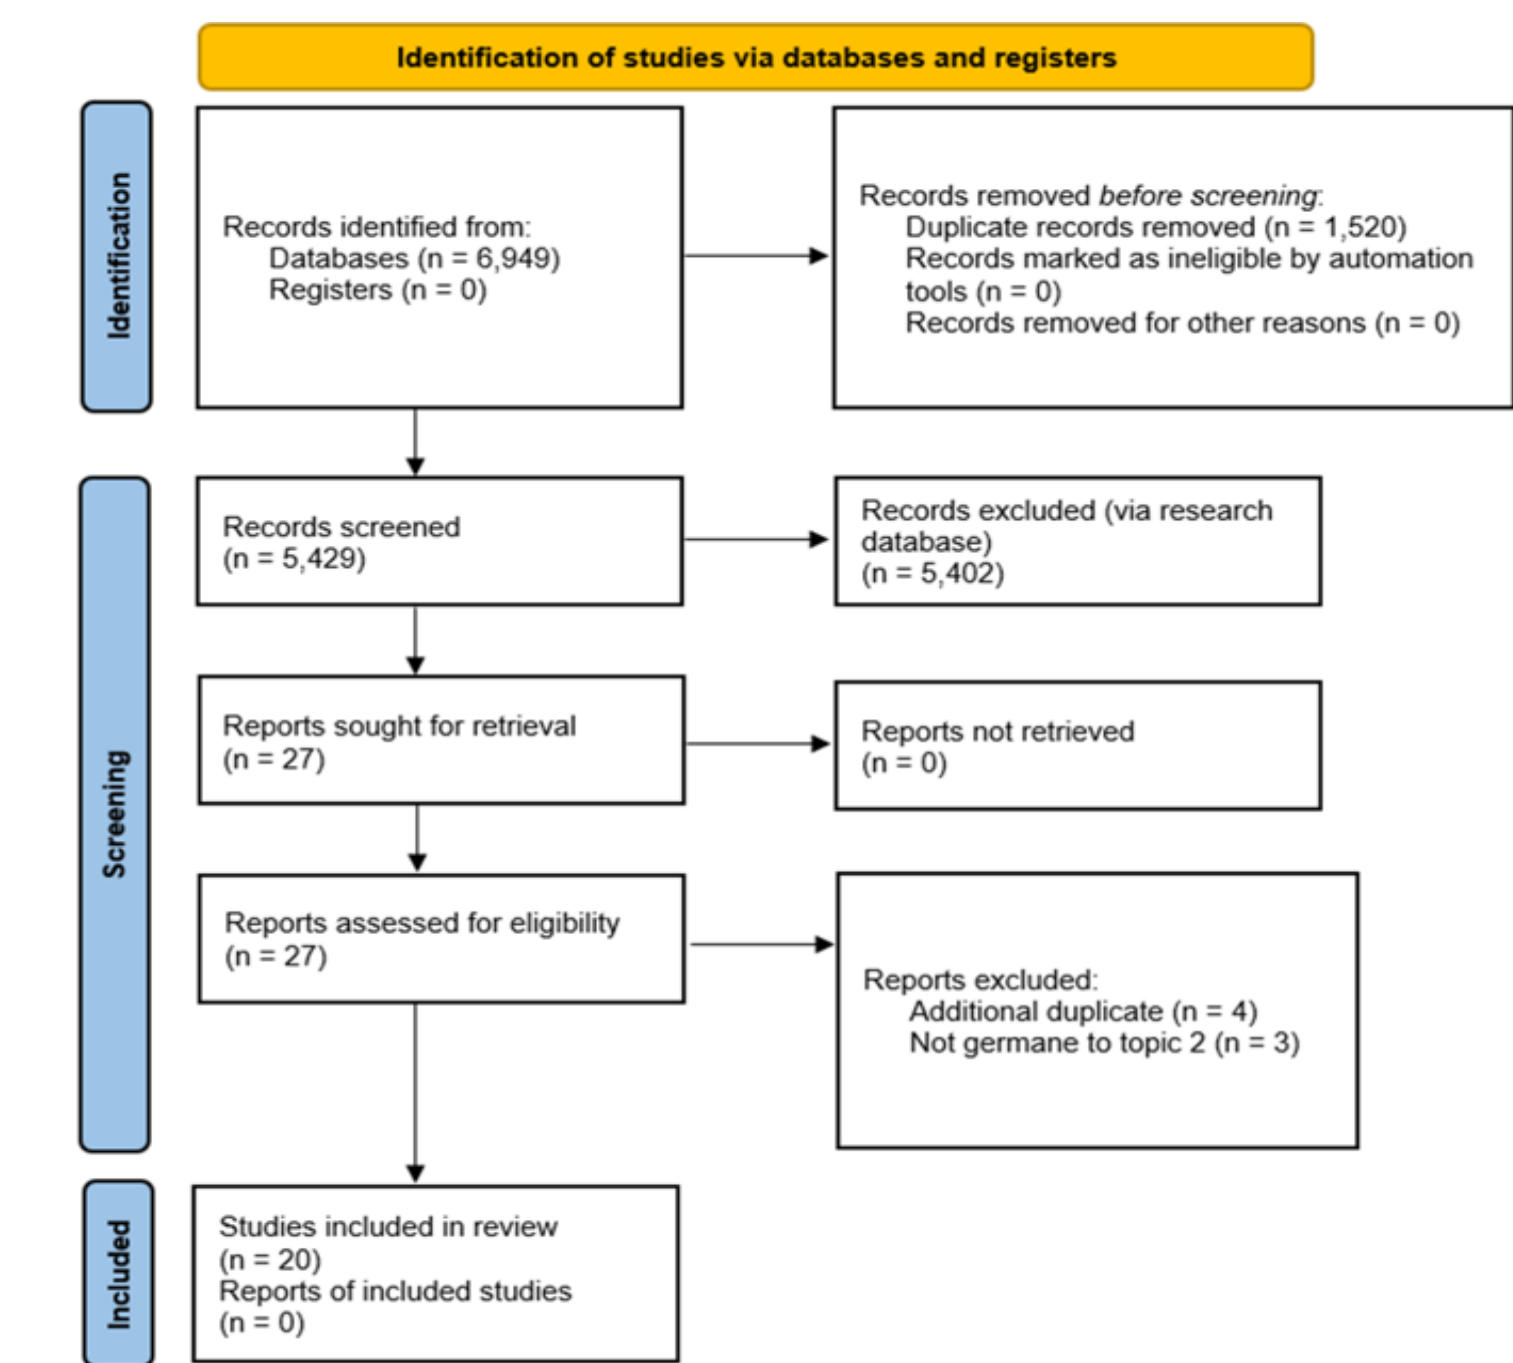 Identification of studies via databases and registers
Identification
Records identified from:
Databases (n = 6,949)
Registers (n = 0)
Records removed before screening:
Duplicate records removed (n = 1,520)
Records marked as ineligible by automation
tools (n = 0)
Records removed for other reasons (n = 0)
Screening
Records screened
(n = 5,429)
Records excluded (via research
database)
(n = 5,402)
Reports sought for retrieval
(n = 27)
Reports not retrieved
(n = 0)
Reports assessed for eligibility
(n = 27)
Reports excluded:
Additional duplicate (n = 4)
Not germane to topic 2 (n = 3)
Included
Studies included in review
(n = 20)
Reports of included studies
(n = 0)